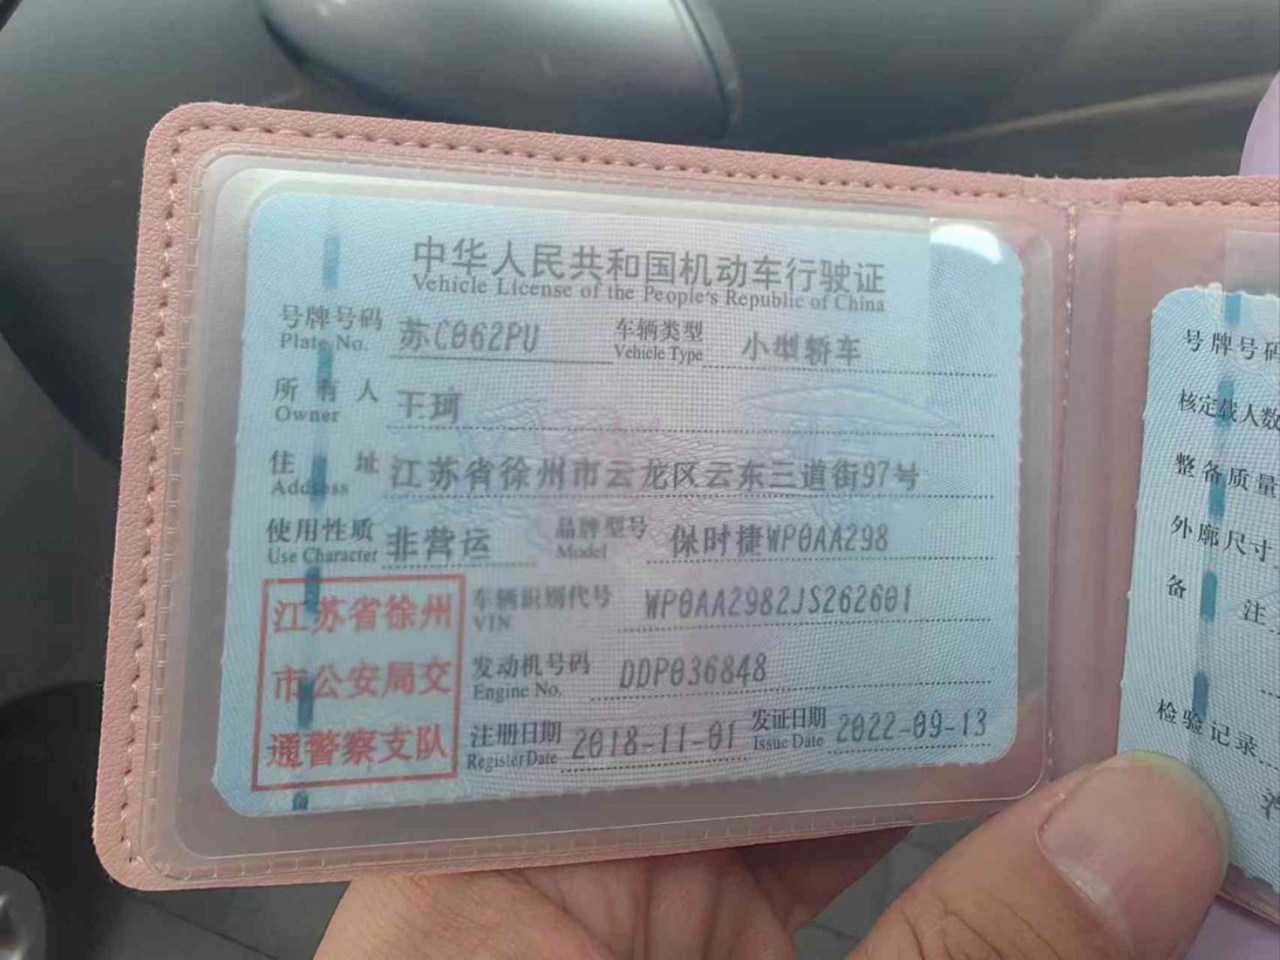 中华人民共和国机动车行驶证
Vehicle License of the People's Republic of China
号牌号码 苏C062PU 车辆类型 小型轿车
Plate No. Vehicle Type
所有人 王珂
Owner
住址 江苏省徐州市云龙区云东三道街97号
Address
使用性质 非营运 品牌型号 保时捷WP0AA298
Use Character Model
江苏省徐州
市公安局交
通警察支队
车辆识别代号 WP0AA2982JS262601
VIN
发动机号码 DDP036848
Engine No.
注册日期 2018-11-01 发证日期 2022-09-13
Register Date Issue Date
号牌号码
核定载人数
整备质量
外廓尺寸
备注
检验记录